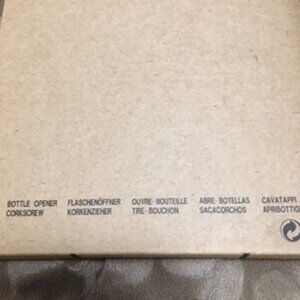 BOTTLE OPENER FLASCHENÖFFNER OUVRE-BOUTEILLE ABRE-BOTELLAS CAVATAPPI
CORKSCREW KORKENZIEHER TIRE-BOUCHON SACACORCHOS